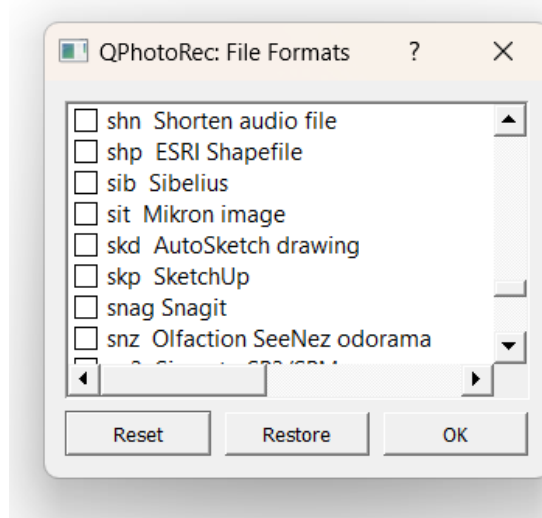 QPhotoRec: File Formats ?
shn Shorten audio file
shp ESRI Shapefile
sib Sibelius
sit Mikron image
skd AutoSketch drawing
skp SketchUp
snag Snagit
snz Olfaction SeeNez odorama
Reset Restore OK